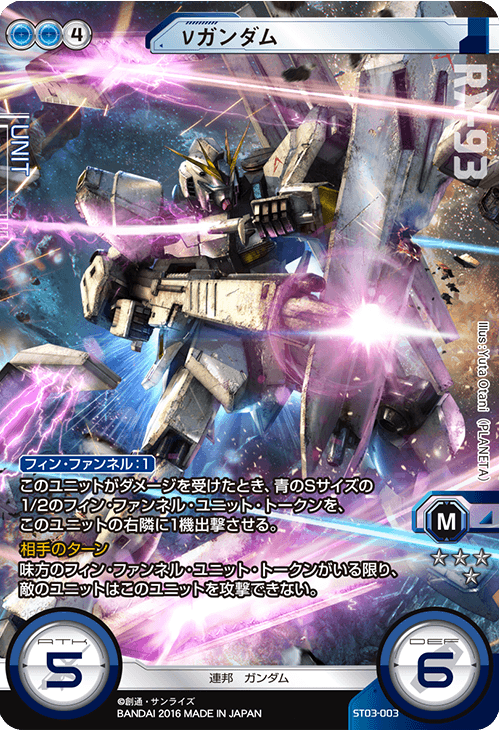 4
νガンダム
RX-93
UNIT
Illus:Yuta Otani (PLANETA)
フィン・ファンネル:1
このユニットがダメージを受けたとき、青のSサイズの
1/2のフィン・ファンネル・ユニット・トークンを、
このユニットの右隣に1機出撃させる。
相手のターン
味方のフィン・ファンネル・ユニット・トークンがいる限り、
敵のユニットはこのユニットを攻撃できない。
M
ATK
5
DEF
6
連邦 ガンダム
©創通・サンライズ
BANDAI 2016 MADE IN JAPAN
ST03-003